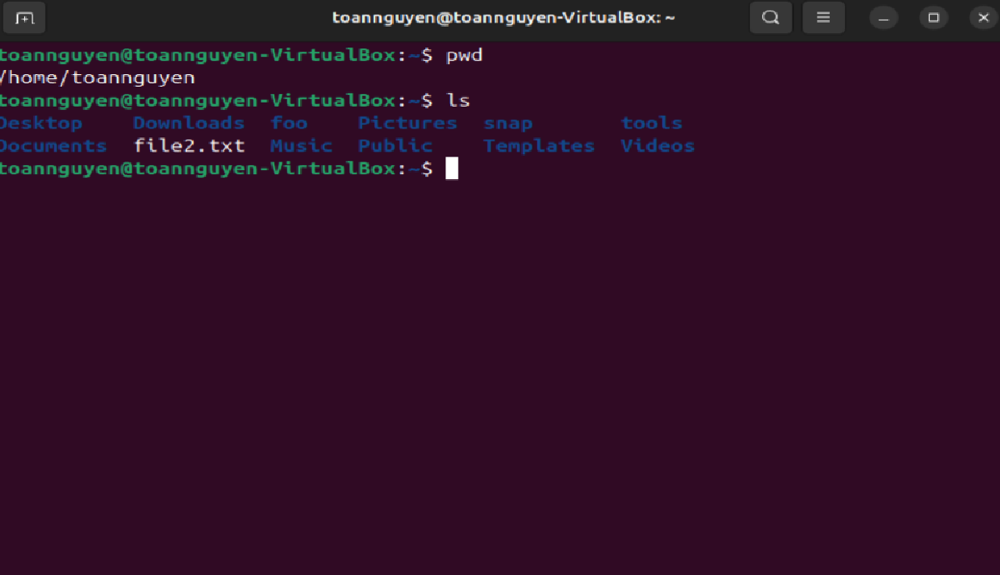 toannguyen@toannguyen-VirtualBox: ~
toannguyen@toannguyen-VirtualBox:~$ pwd
/home/toannguyen
toannguyen@toannguyen-VirtualBox:~$ ls
Desktop    Downloads  foo    Pictures  snap       tools
Documents  file2.txt  Music  Public    Templates  Videos
toannguyen@toannguyen-VirtualBox:~$